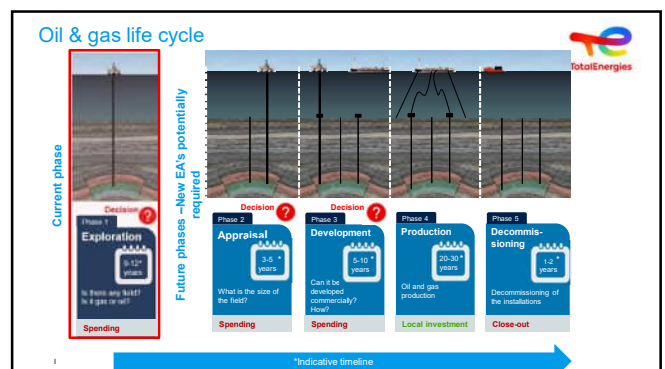 Oil & gas life cycle
TotalEnergies
Current phase
Decision
?
Phase 1
Exploration
*
years
Is there any field?
Is it gas or oil?
Spending
Future phases –New EA's potentially
required
Decision
?
Phase 2
Appraisal
3-5 *
years
What is the size of
the field?
Spending
Decision
?
Phase 3
Development
5-10 *
years
Can it be
developed
commercially?
How?
Spending
Phase 4
Production
20-30 *
years
Oil and gas
production
Local investment
Phase 5
Decommis-
sioning
1-2 *
years
Decommissioning of
the installations
Close-out
*Indicative timeline